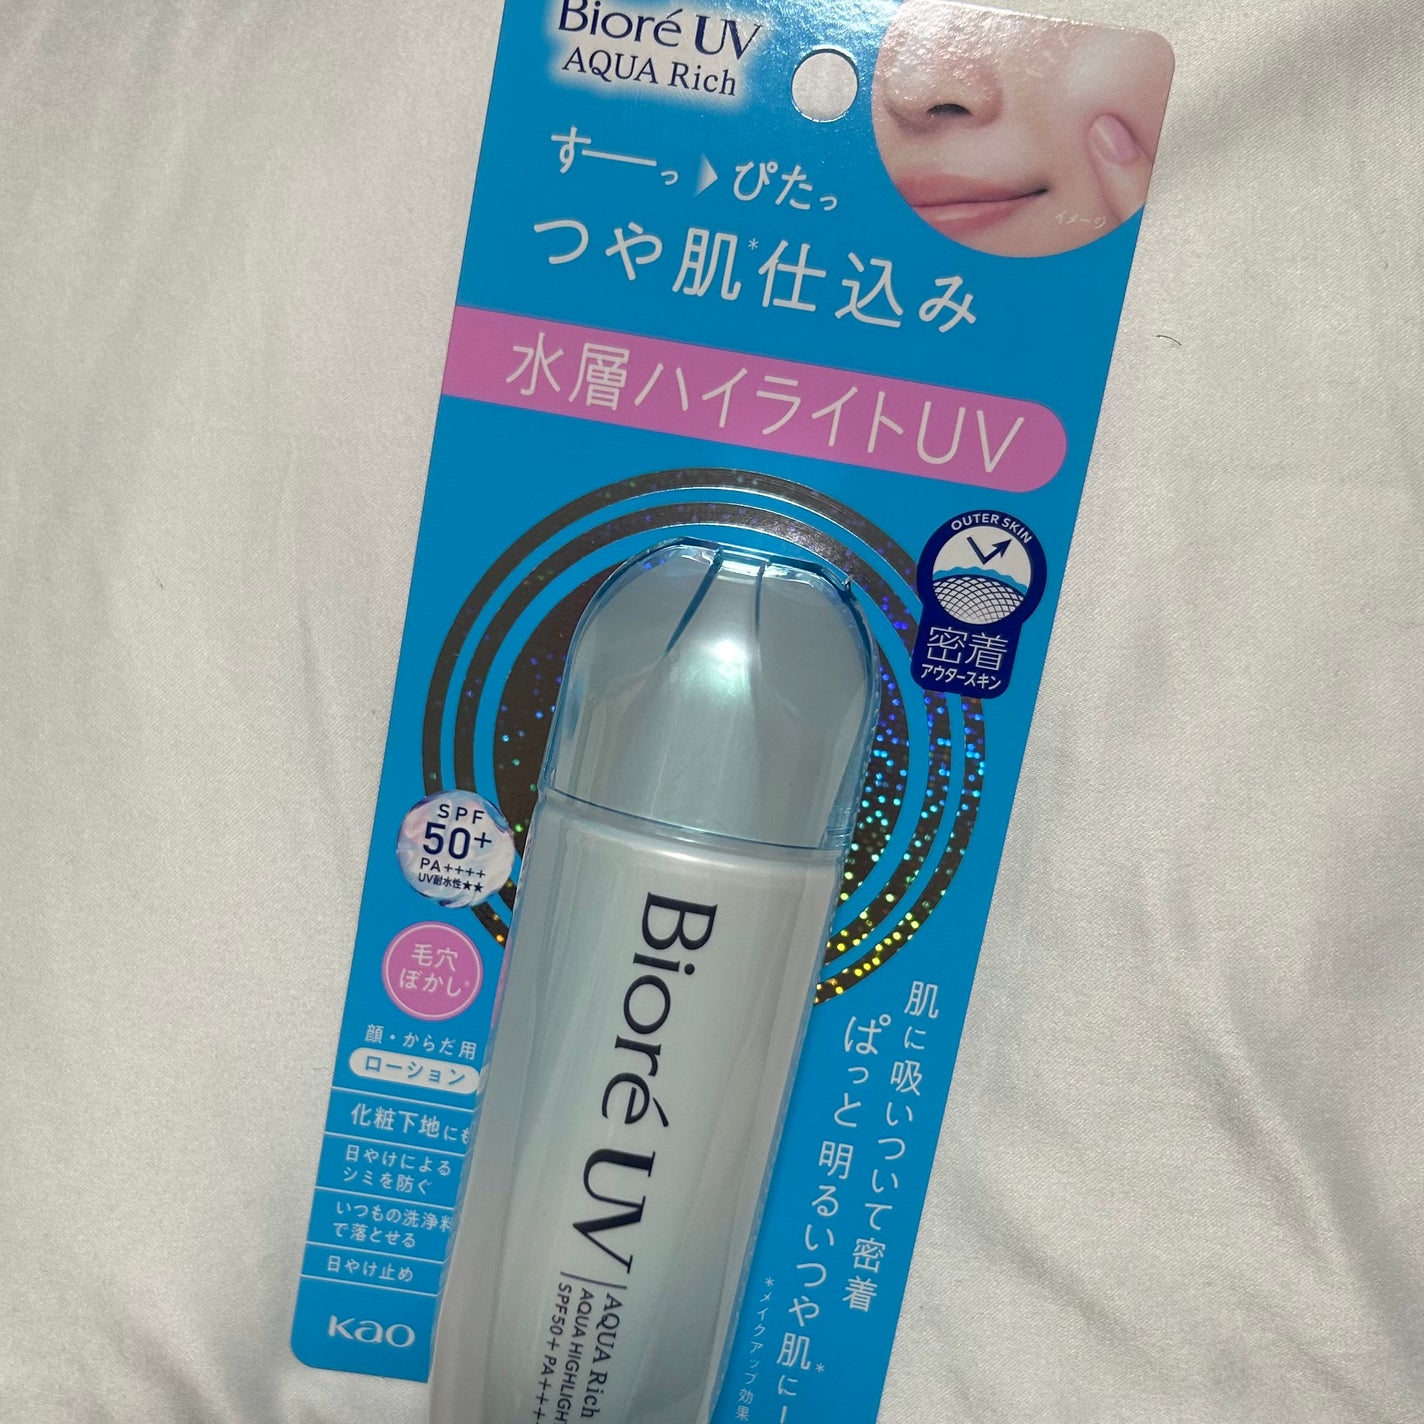 Bioré UV
AQUA Rich
すーっ▶ぴたっ
イメージ
つや肌*仕込み
水層ハイライトUV
OUTER SKIN
密着
アウタースキン
SPF
50+
PA++++
UV耐水性★★
毛穴
ぼかし*
顔・からだ用
ローション
化粧下地にも
日やけによる
シミを防ぐ
いつもの洗浄料
で落とせる
日やけ止め
Kao
肌に吸いついて密着
ぱっと明るいつや肌*に!
*メイクアップ効果
Bioré UV
AQUA Rich
AQUA HIGHLIGH
SPF50+ PA++++